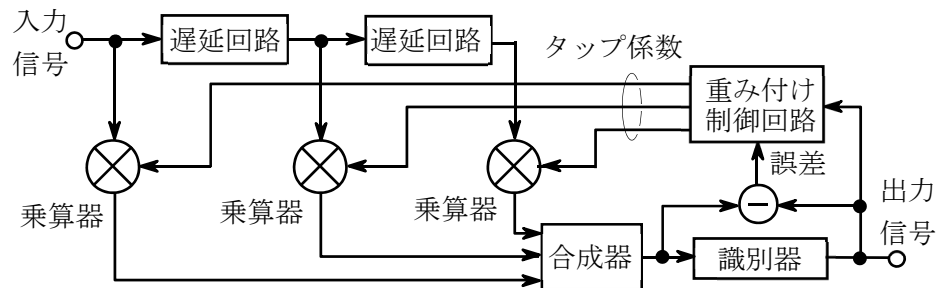 入力
信号
遅延回路
遅延回路
タップ係数
重み付け
制御回路
誤差
乗算器
乗算器
乗算器
合成器
識別器
出力
信号